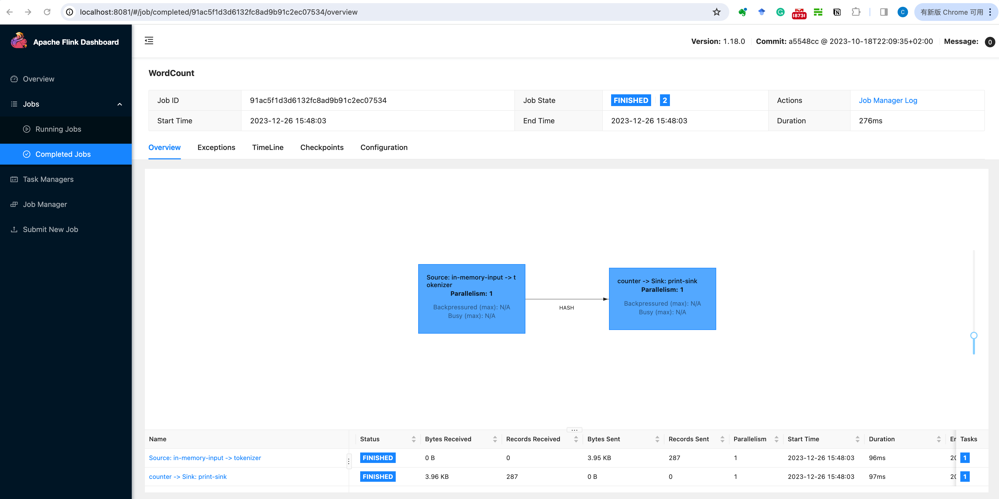 localhost:8081/#/job/completed/91ac5f1d3d6132fc8ad9b91c2ec07534/overview
C
有新版 Chrome 可用
Apache Flink Dashboard
Version: 1.18.0 Commit: a5548cc @ 2023-10-18T22:09:35+02:00 Message: 0
Overview
Jobs
Running Jobs
Completed Jobs
Task Managers
Job Manager
Submit New Job
WordCount
Job ID 91ac5f1d3d6132fc8ad9b91c2ec07534 Job State FINISHED 2 Actions Job Manager Log
Start Time 2023-12-26 15:48:03 End Time 2023-12-26 15:48:03 Duration 276ms
Overview Exceptions TimeLine Checkpoints Configuration
Source: in-memory-input -> t
okenizer
Parallelism: 1
Backpressured (max): N/A
Busy (max): N/A
HASH
counter -> Sink: print-sink
Parallelism: 1
Backpressured (max): N/A
Busy (max): N/A
Name Status Bytes Received Records Received Bytes Sent Records Sent Parallelism Start Time Duration Tasks
Source: in-memory-input -> tokenizer FINISHED 0 B 0 3.95 KB 287 1 2023-12-26 15:48:03 96ms 1
counter -> Sink: print-sink FINISHED 3.96 KB 287 0 B 0 1 2023-12-26 15:48:03 97ms 1